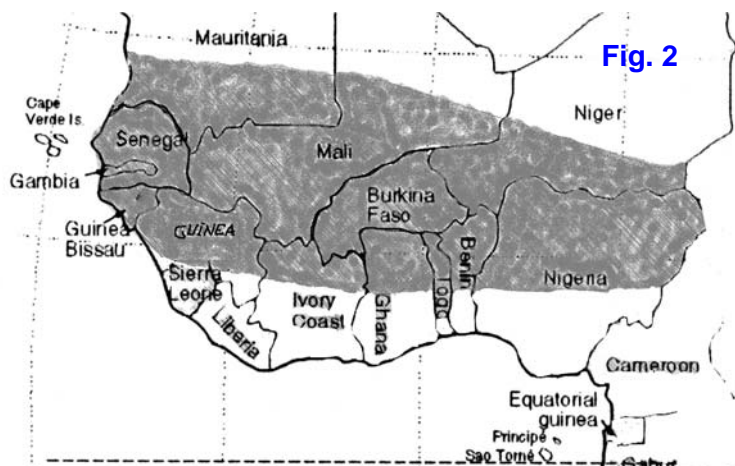 Mauritania
Fig. 2
Cape
Verde Is.
Niger
Senegal
Mali
Gambia
Burkina
Faso
Guinea
Bissau
GUINEA
Benin
Sierra
Leone
Nigeria
Togo
Ivory
Coast
Ghana
Liberia
Cameroon
Equatorial
guinea
Principe
Sao Tomé